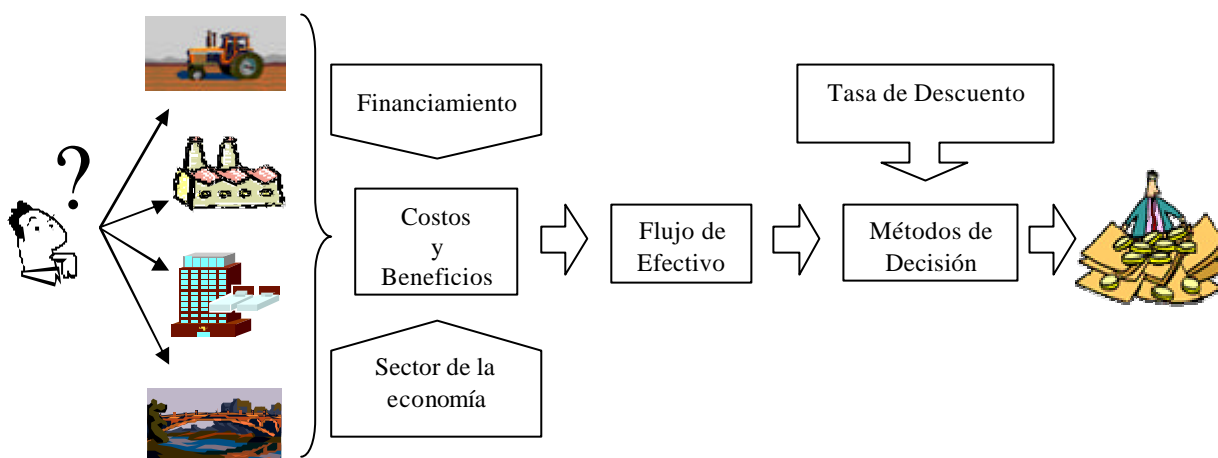 ?
Financiamiento
Costos
y
Beneficios
Sector de la
economía
Flujo de
Efectivo
Tasa de Descuento
Métodos de
Decisión